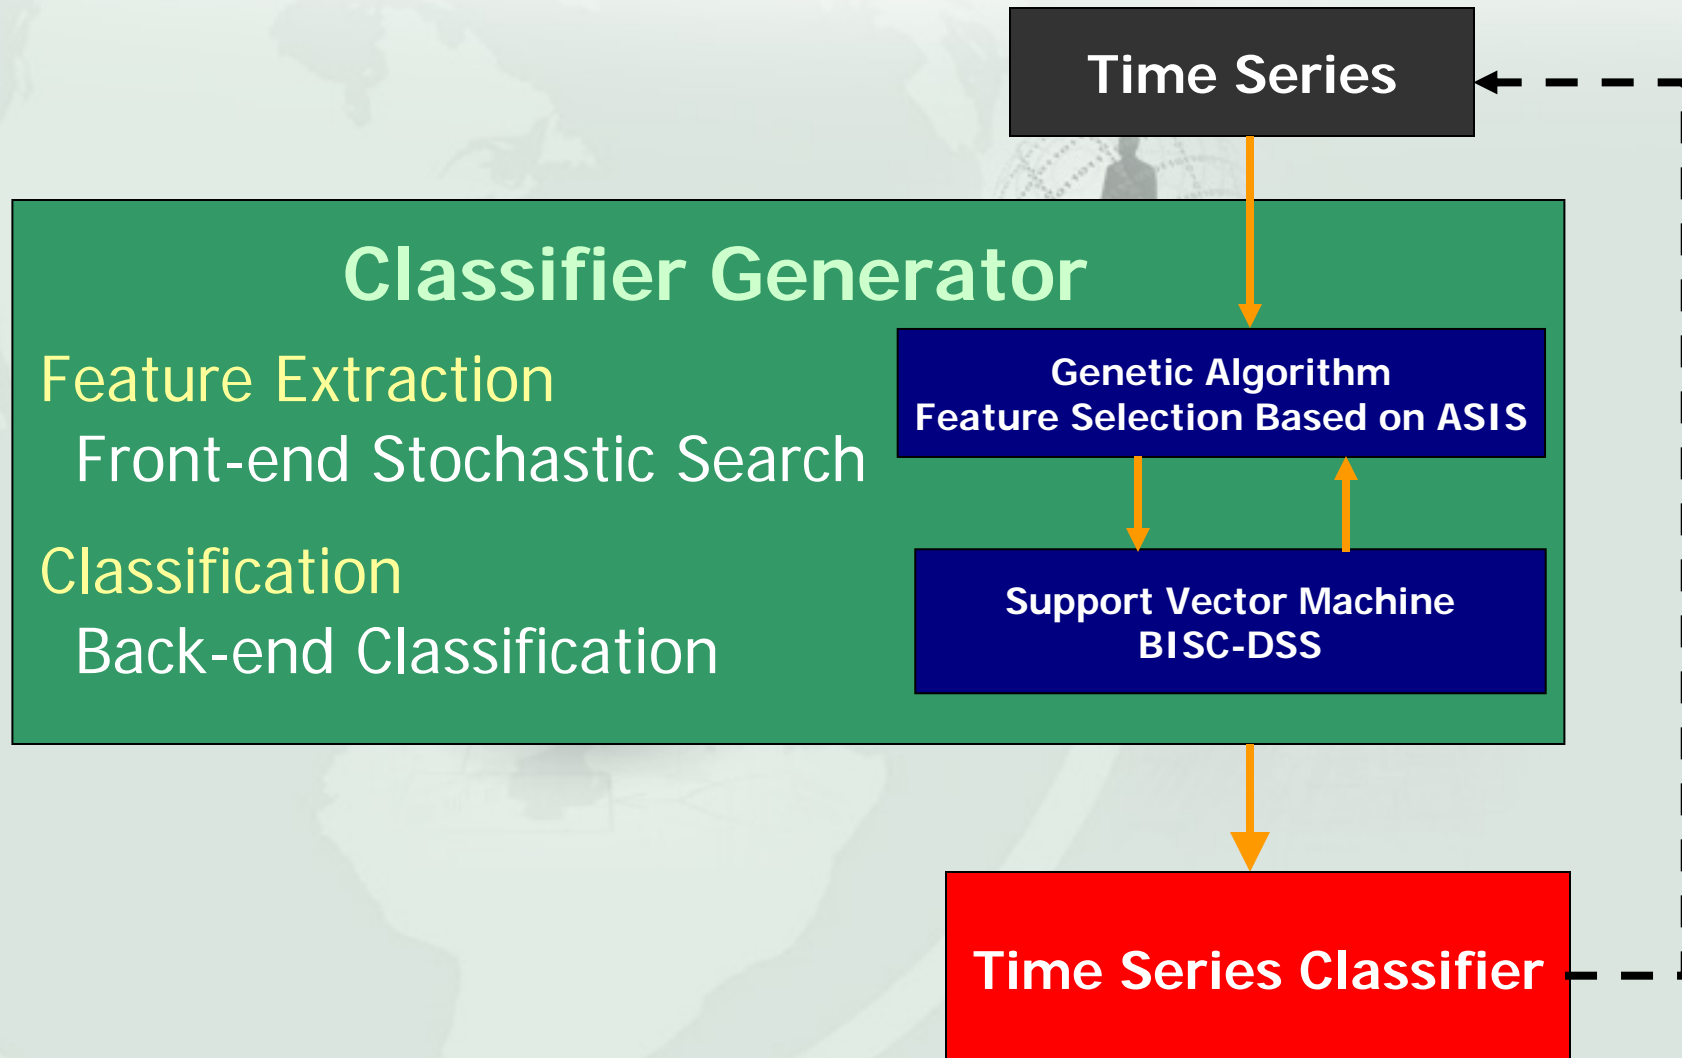 Time Series
Classifier Generator
Feature Extraction
Front-end Stochastic Search
Classification
Back-end Classification
Genetic Algorithm
Feature Selection Based on ASIS
Support Vector Machine
BISC-DSS
Time Series Classifier